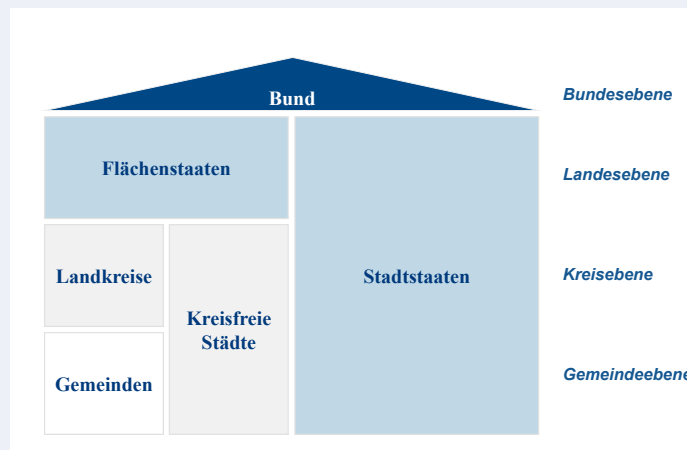 Bund
Bundesebene
Flächenstaaten
Landesebene
Landkreise
Kreisfreie
Städte
Stadtstaaten
Kreisebene
Gemeinden
Gemeindeebene